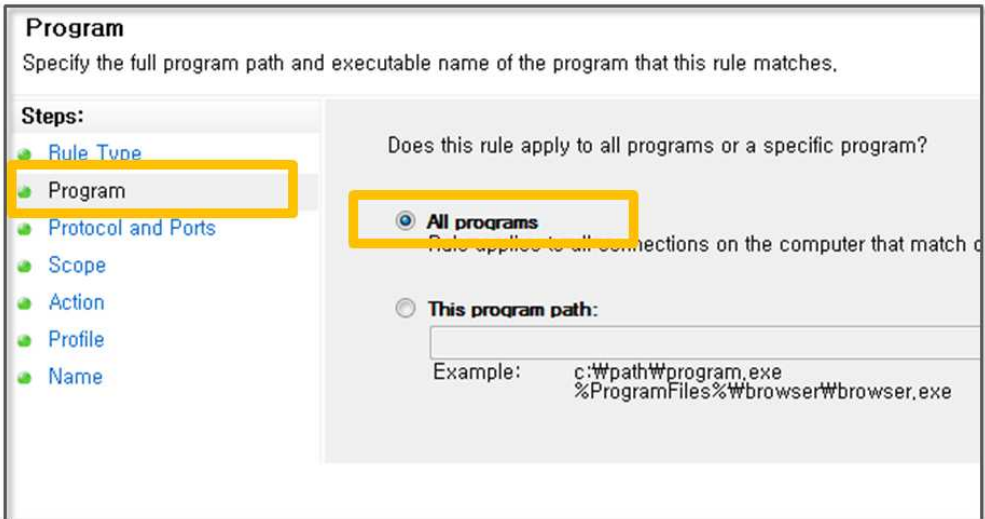 Program
Specify the full program path and executable name of the program that this rule matches,
Steps:
Rule Type
Program
Protocol and Ports
Scope
Action
Profile
Name
Does this rule apply to all programs or a specific program?
All programs
Rule applies to all connections on the computer that match
This program path:
Example: c:₩path₩program,exe
%ProgramFiles%₩browser₩browser,exe